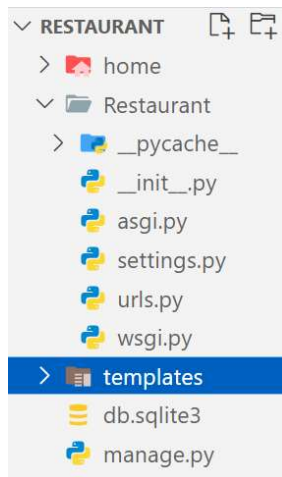 RESTAURANT
home
Restaurant
__pycache__
__init__.py
asgi.py
settings.py
urls.py
wsgi.py
templates
db.sqlite3
manage.py